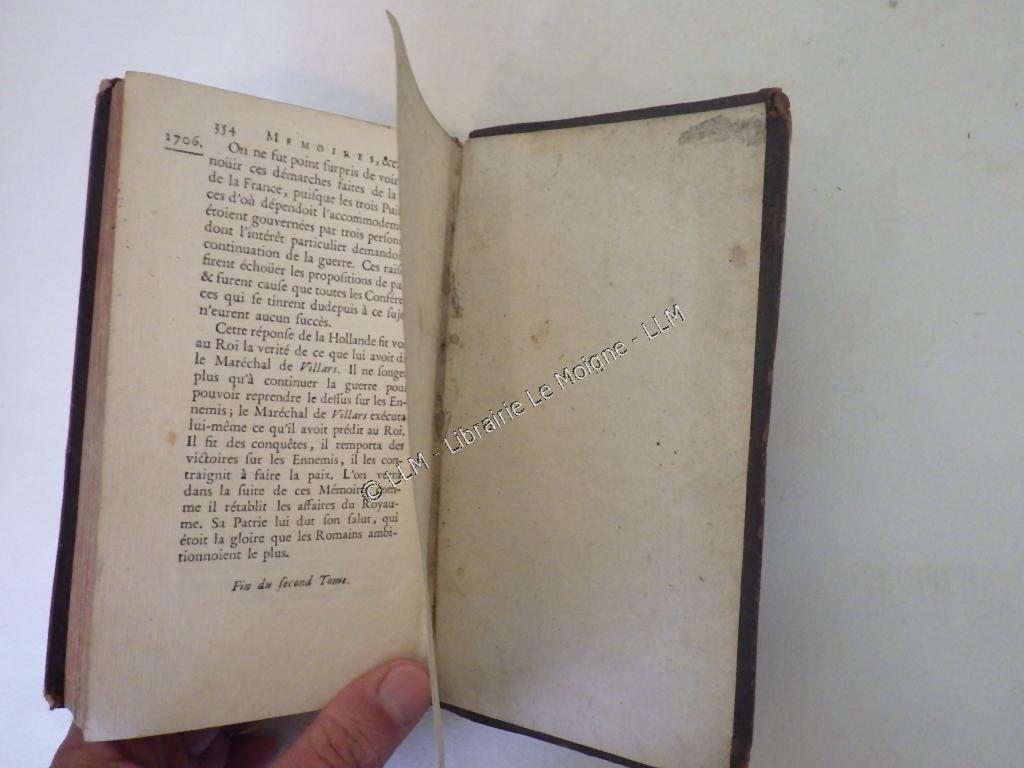 354 MEMOIRES, &c.
1706.
On ne fut point ſurpris de voir
noüir ces démarches faites de la
de la France, puiſque les trois Puiſ
ces d'où dépendoit l'accommodem
étoient gouvernées par trois perſon
dont l'intérêt particulier demandoi
continuation de la guerre. Ces raiſ
firent échoüer les propoſitions de pa
& furent cauſe que toutes les Conſére
ces qui ſe tinrent dudepuis à ce ſuje
n'eurent aucun ſuccès.
Cette réponſe de la Hollande fit vo
au Roi la verité de ce que lui avoit di
le Maréchal de Villars. Il ne ſonge
plus qu'à continuer la guerre pour
pouvoir reprendre le deſſus ſur les En-
nemis; le Maréchal de Villars exécuta
lui-même ce qu'il avoit prédit au Roi.
Il fit des conquêtes, il remporta des
victoires ſur les Ennemis, il les con-
traignit à faire la paix. L'on verra
dans la ſuite de ces Mémoires com-
me il rétablit les affaires du Royau-
me. Sa Patrie lui dut ſon ſalut, qui
étoit la gloire que les Romains ambi-
tionnoient le plus.
Fin du ſecond Tome.
© LLM - Librairie Le Moigne - LLM